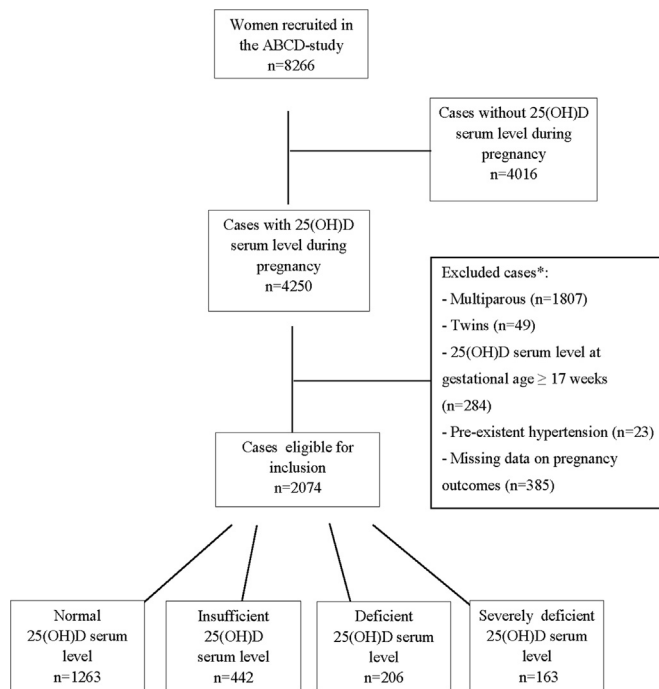 Women recruited in
the ABCD-study
n=8266
Cases without 25(OH)D
serum level during
pregnancy
n=4016
Cases with 25(OH)D
serum level during
pregnancy
n=4250
Excluded cases*:
- Multiparous (n=1807)
- Twins (n=49)
- 25(OH)D serum level at
gestational age ≥ 17 weeks
(n=284)
- Pre-existent hypertension (n=23)
- Missing data on pregnancy
outcomes (n=385)
Cases eligible for
inclusion
n=2074
Normal
25(OH)D serum
level
n=1263
Insufficient
25(OH)D
serum level
n=442
Deficient
25(OH)D serum
level
n=206
Severely deficient
25(OH)D serum
level
n=163